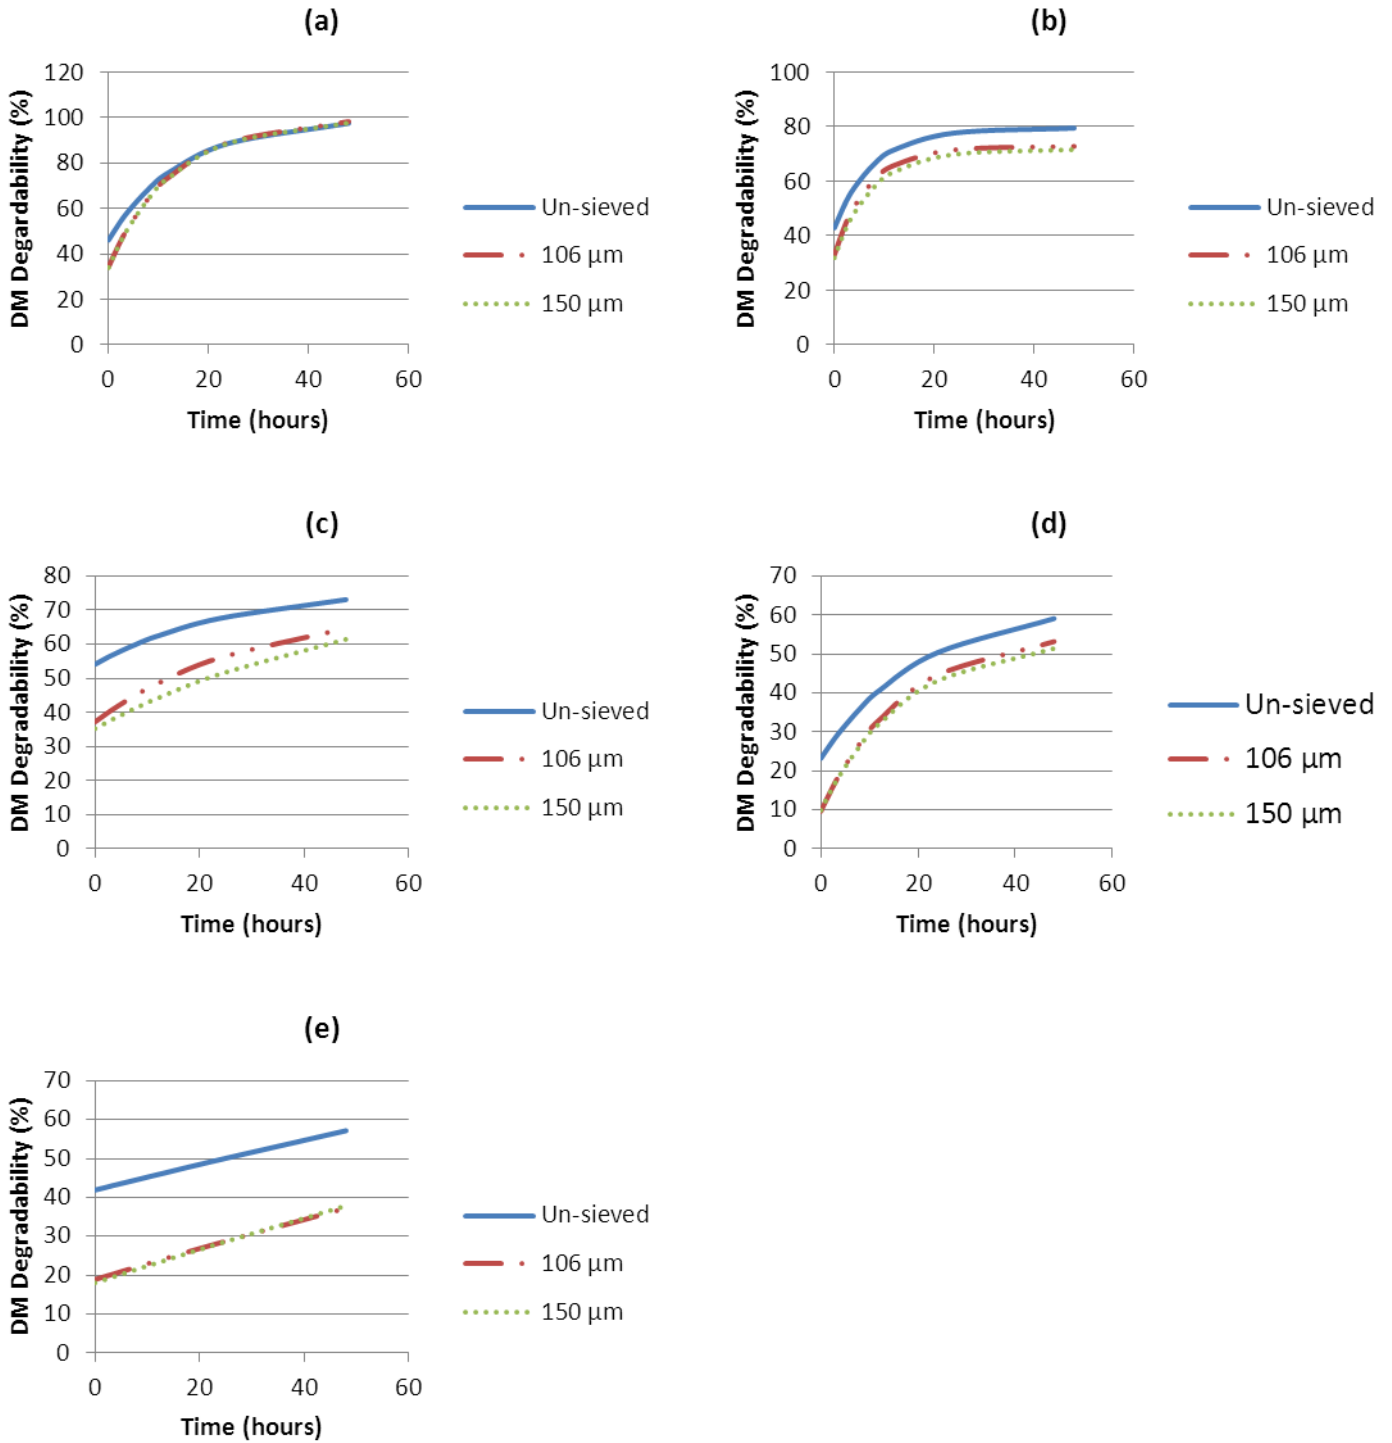 (a)
DM Degardability (%)
120
100
80
60
40
20
0
0 20 40 60
Time (hours)
Un-sieved
106 µm
150 µm
(b)
DM Degradability (%)
100
80
60
40
20
0
0 20 40 60
Time (hours)
Un-sieved
106 µm
150 µm
(c)
DM Degradability (%)
80
70
60
50
40
30
20
10
0
0 20 40 60
Time (hours)
Un-sieved
106 µm
150 µm
(d)
DM Degradability (%)
70
60
50
40
30
20
10
0
0 20 40 60
Time (hours)
Un-sieved
106 µm
150 µm
(e)
DM Degradability (%)
70
60
50
40
30
20
10
0
0 20 40 60
Time (hours)
Un-sieved
106 µm
150 µm